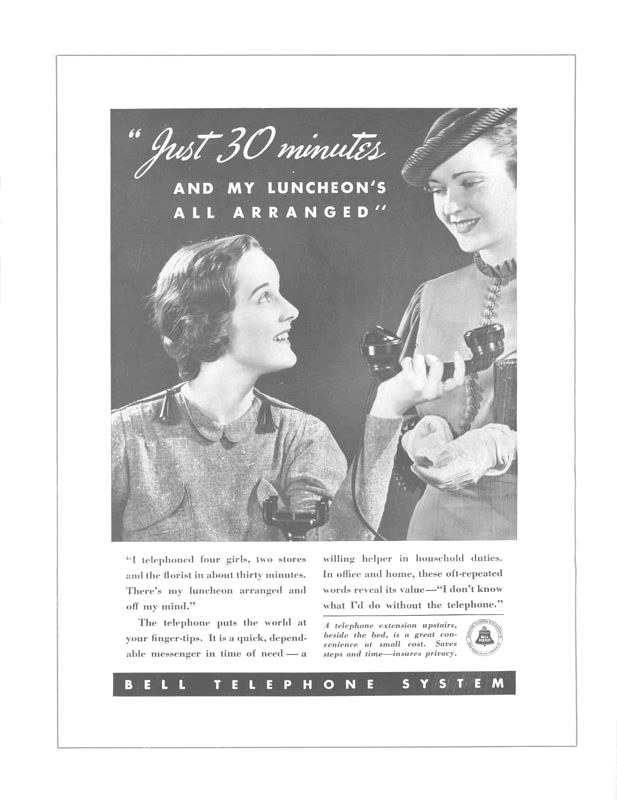 “Just 30 minutes
AND MY LUNCHEON'S
ALL ARRANGED”
“I telephoned four girls, two stores
and the florist in about thirty minutes.
There's my luncheon arranged and
off my mind.”
The telephone puts the world at
your finger-tips. It is a quick, depend-
able messenger in time of need — a
willing helper in household duties.
In office and home, these oft-repeated
words reveal its value—“I don't know
what I'd do without the telephone.”
A telephone extension upstairs,
beside the bed, is a great con-
venience at small cost. Saves
steps and time—insures privacy.
BELL
SYSTEM
BELL TELEPHONE SYSTEM